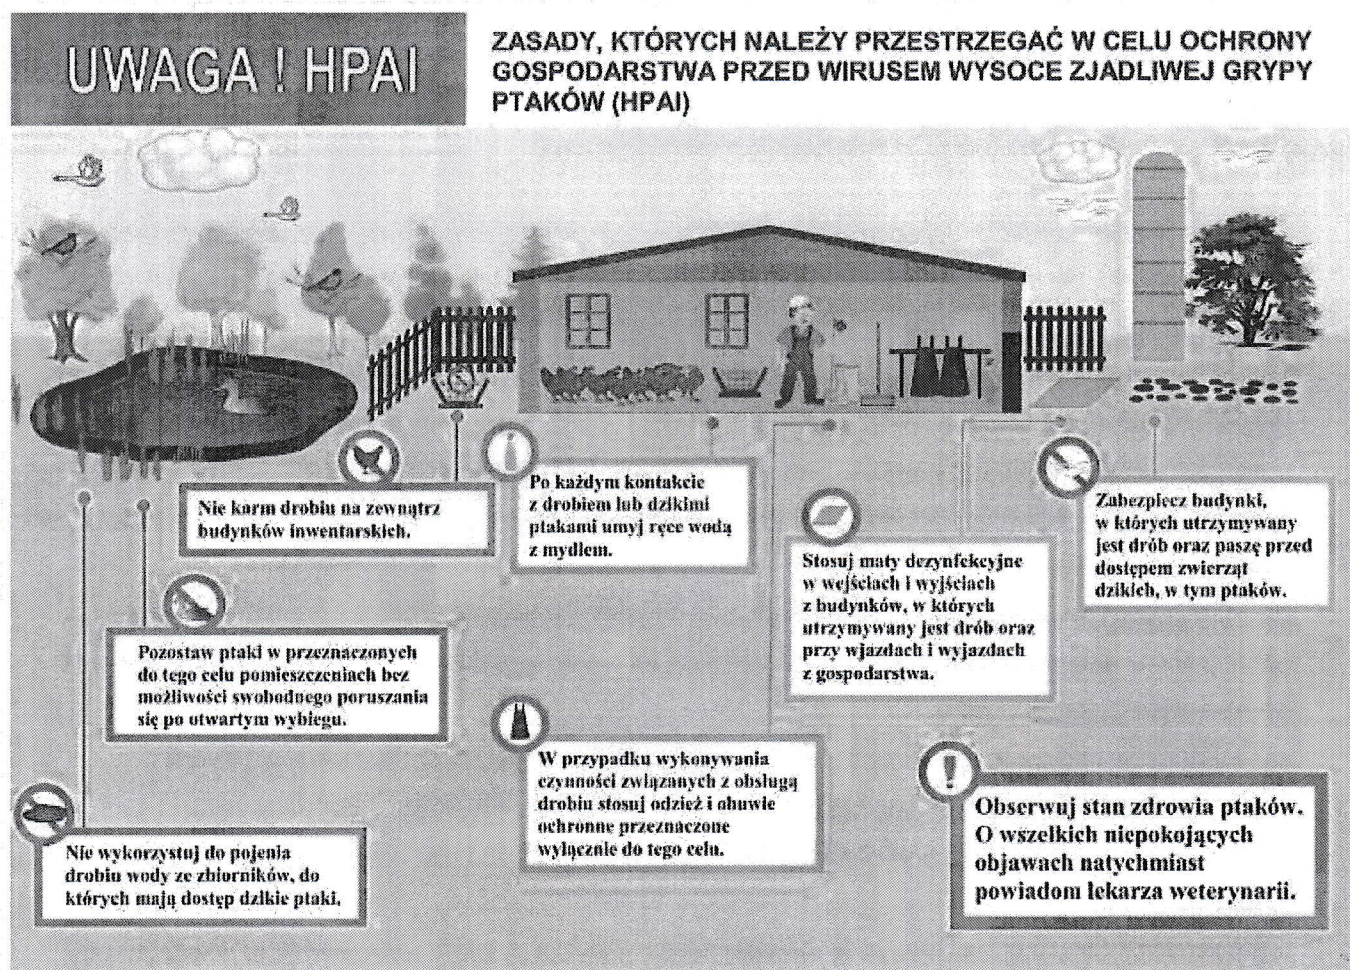 UWAGA ! HPAI
ZASADY, KTÓRYCH NALEŻY PRZESTRZEGAĆ W CELU OCHRONY
GOSPODARSTWA PRZED WIRUSEM WYSOCE ZJADLIWEJ GRYPY
PTAKÓW (HPAI)
Nie karm drobiu na zewnątrz
budynków inwentarskich.
Po każdym kontakcie
z drobiem lub dzikimi
ptakami umyj ręce wodą
z mydłem.
Stosuj maty dezynfekcyjne
w wejściach i wyjściach
z budynków, w których
utrzymywany jest drób oraz
przy wjazdach i wyjazdach
z gospodarstwa.
Zabezpiecz budynki,
w których utrzymywany
jest drób oraz paszę przed
dostępem zwierząt
dzikich, w tym ptaków.
Pozostaw ptaki w przeznaczonych
do tego celu pomieszczeniach bez
możliwości swobodnego poruszania
się po otwartym wybiegu.
W przypadku wykonywania
czynności związanych z obsługą
drobiu stosuj odzież i obuwie
ochronne przeznaczone
wyłącznie do tego celu.
Nie wykorzystuj do pojenia
drobiu wody ze zbiorników, do
których mają dostęp dzikie ptaki.
Obserwuj stan zdrowia ptaków.
O wszelkich niepokojących
objawach natychmiast
powiadom lekarza weterynarii.